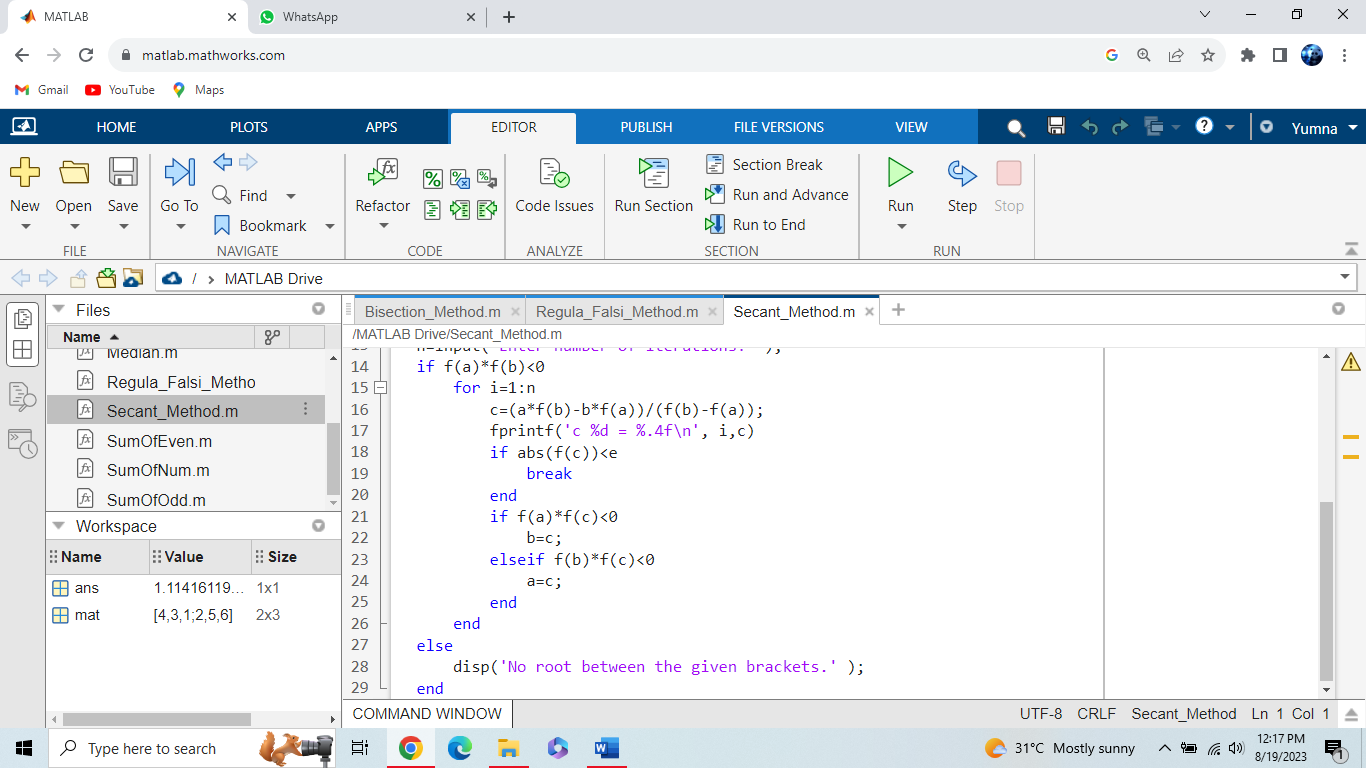 MATLAB
WhatsApp
matlab.mathworks.com
Gmail YouTube Maps
HOME PLOTS APPS EDITOR PUBLISH FILE VERSIONS VIEW Yumna
New Open Save
FILE
Go To
Find
Bookmark
NAVIGATE
Refactor
CODE
Code Issues
ANALYZE
Run Section
Section Break
Run and Advance
Run to End
SECTION
Run Step Stop
RUN
/ › MATLAB Drive
Files
Name
Median.m
Regula_Falsi_Metho
Secant_Method.m
SumOfEven.m
SumOfNum.m
SumOfOdd.m
Workspace
Name Value Size
ans 1.11416119... 1x1
mat [4,3,1;2,5,6] 2x3
Bisection_Method.m Regula_Falsi_Method.m Secant_Method.m
/MATLAB Drive/Secant_Method.m
14 if f(a)*f(b)<0
15 for i=1:n
16 c=(a*f(b)-b*f(a))/(f(b)-f(a));
17 fprintf('c %d = %.4f\n', i,c)
18 if abs(f(c))<e
19 break
20 end
21 if f(a)*f(c)<0
22 b=c;
23 elseif f(b)*f(c)<0
24 a=c;
25 end
26 end
27 else
28 disp('No root between the given brackets.' );
29 end
COMMAND WINDOW
UTF-8 CRLF Secant_Method Ln 1 Col 1
Type here to search
31°C Mostly sunny
12:17 PM
8/19/2023
1